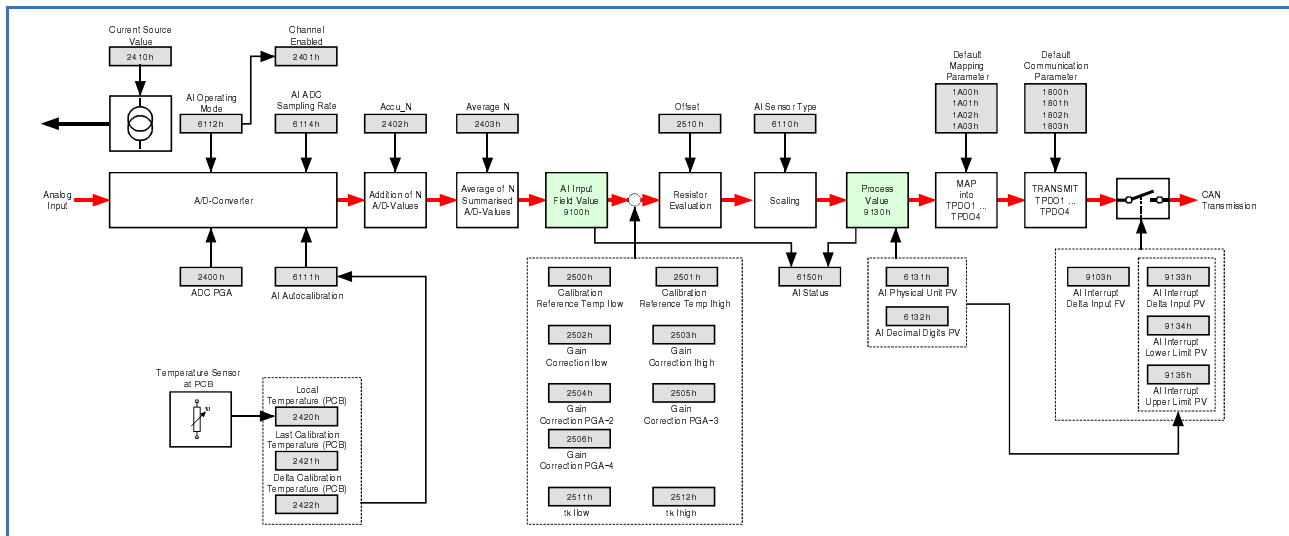 Current Source
Value
2410h
Channel
Enabled
2401h
AI Operating
Mode
6112h
AI ADC
Sampling Rate
6114h
Accu_N
2402h
Average N
2403h
Offset
2510h
AI Sensor Type
6110h
Default
Mapping
Parameter
1A00h
1A01h
1A02h
1A03h
Default
Communication
Parameter
1800h
1801h
1802h
1803h
Analog
Input
A/D-Converter
Addition of N
A/D-Values
Average of N
Summarised
A/D-Values
AI Input
Field Value
9100h
Resistor
Evaluation
Scaling
Process
Value
9130h
MAP
into
TPDO1 ...
TPDO4
TRANSMIT
TPDO1 ...
TPDO4
CAN
Transmission
2400h
ADC PGA
6111h
AI Autocalibration
2500h
Calibration
Reference Temp Ilow
2501h
Calibration
Reference Temp Ihigh
2502h
Gain
Correction Ilow
2503h
Gain
Correction Ihigh
2504h
Gain
Correction PGA-2
2505h
Gain
Correction PGA-3
2506h
Gain
Correction PGA-4
2511h
tk Ilow
2512h
tk Ihigh
6150h
AI Status
6131h
AI Physical Unit PV
6132h
AI Decimal Digits PV
9103h
AI Interrupt
Delta Input FV
9133h
AI Interrupt
Delta Input PV
9134h
AI Interrupt
Lower Limit PV
9135h
AI Interrupt
Upper Limit PV
Temperature Sensor
at PCB
Local
Temperature (PCB)
2420h
Last Calibration
Temperature (PCB)
2421h
Delta Calibration
Temperature (PCB)
2422h